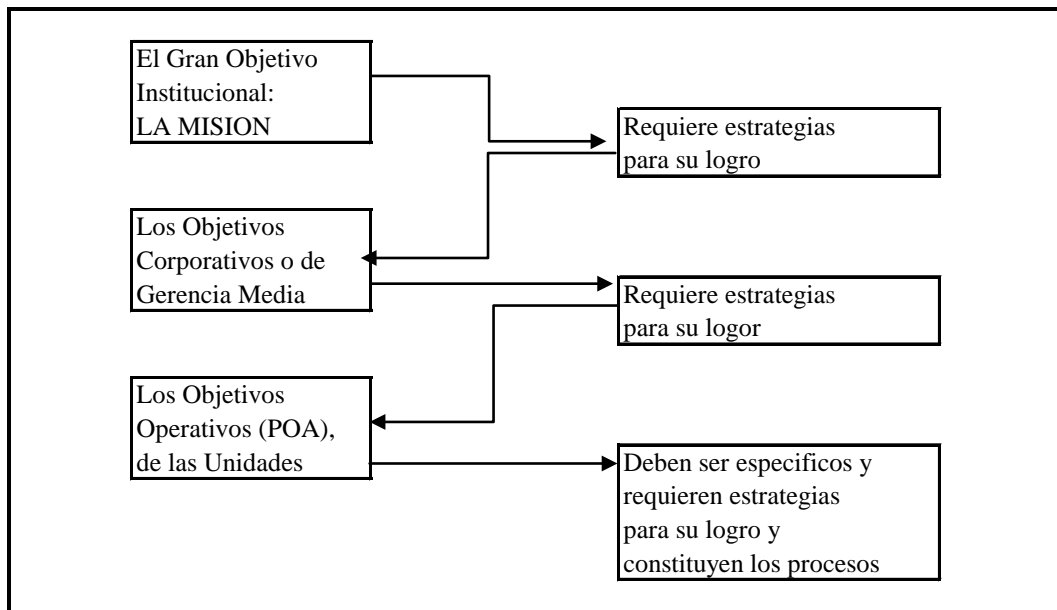 El Gran Objetivo
Institucional:
LA MISION
Requiere estrategias
para su logro
Los Objetivos
Corporativos o de
Gerencia Media
Requiere estrategias
para su logor
Los Objetivos
Operativos (POA),
de las Unidades
Deben ser especificos y
requieren estrategias
para su logro y
constituyen los procesos